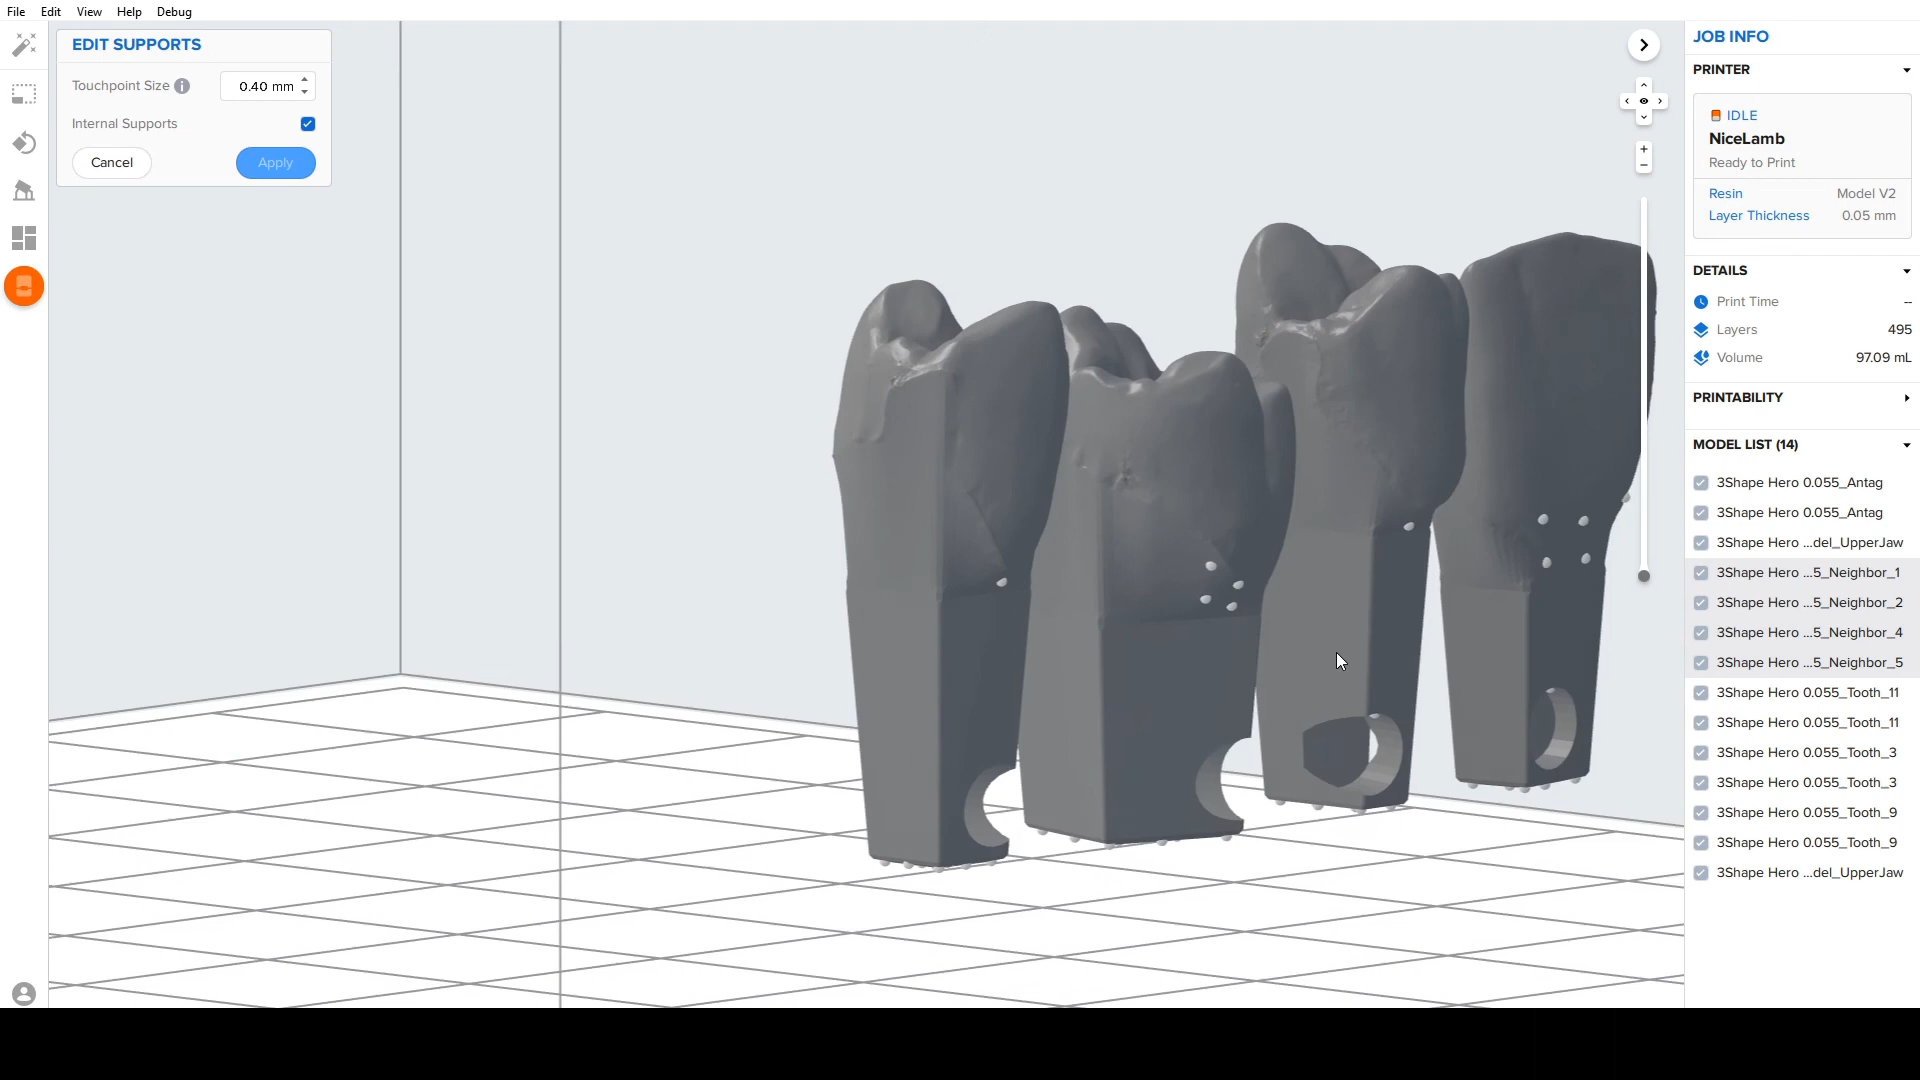 File Edit View Help Debug
EDIT SUPPORTS
Touchpoint Size
0.40 mm
Internal Supports
Cancel
Apply
JOB INFO
PRINTER
IDLE
NiceLamb
Ready to Print
Resin Model V2
Layer Thickness 0.05 mm
DETAILS
Print Time --
Layers 495
Volume 97.09 mL
PRINTABILITY
MODEL LIST (14)
3Shape Hero 0.055_Antag
3Shape Hero 0.055_Antag
3Shape Hero ...del_UpperJaw
3Shape Hero ...5_Neighbor_1
3Shape Hero ...5_Neighbor_2
3Shape Hero ...5_Neighbor_4
3Shape Hero ...5_Neighbor_5
3Shape Hero 0.055_Tooth_11
3Shape Hero 0.055_Tooth_11
3Shape Hero 0.055_Tooth_3
3Shape Hero 0.055_Tooth_3
3Shape Hero 0.055_Tooth_9
3Shape Hero 0.055_Tooth_9
3Shape Hero ...del_UpperJaw